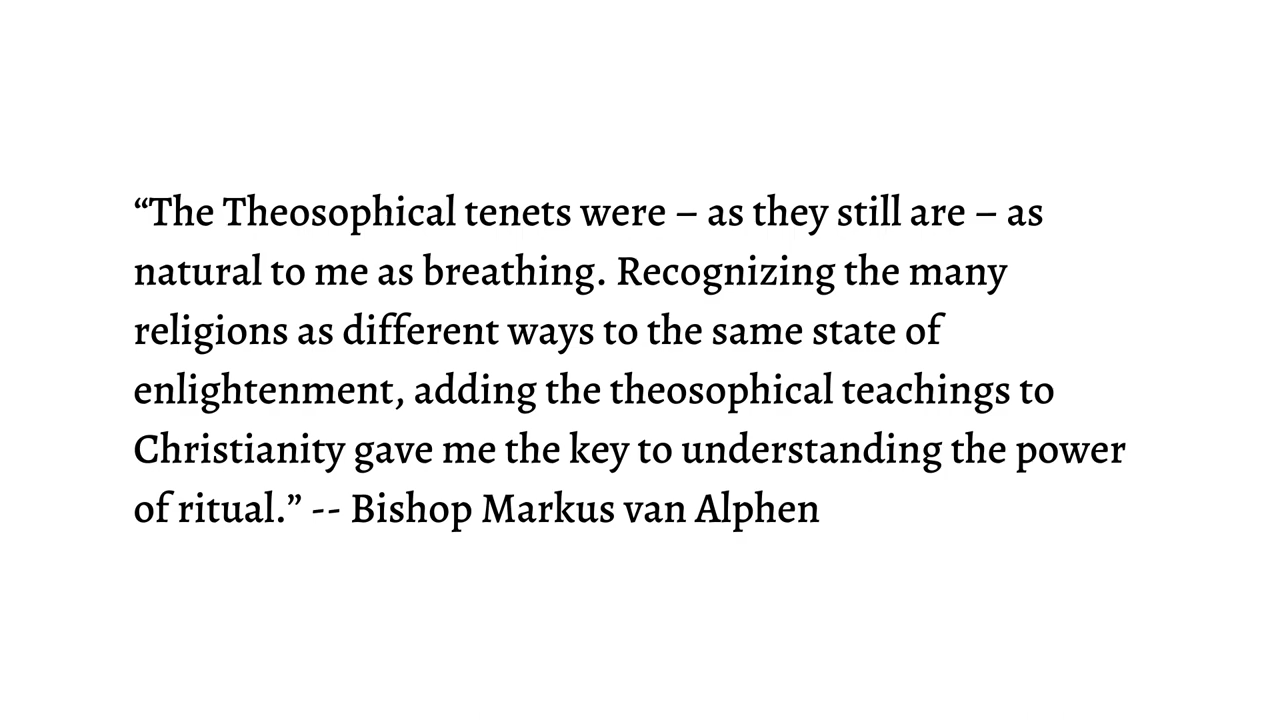 “The Theosophical tenets were – as they still are – as
natural to me as breathing. Recognizing the many
religions as different ways to the same state of
enlightenment, adding the theosophical teachings to
Christianity gave me the key to understanding the power
of ritual.” -- Bishop Markus van Alphen